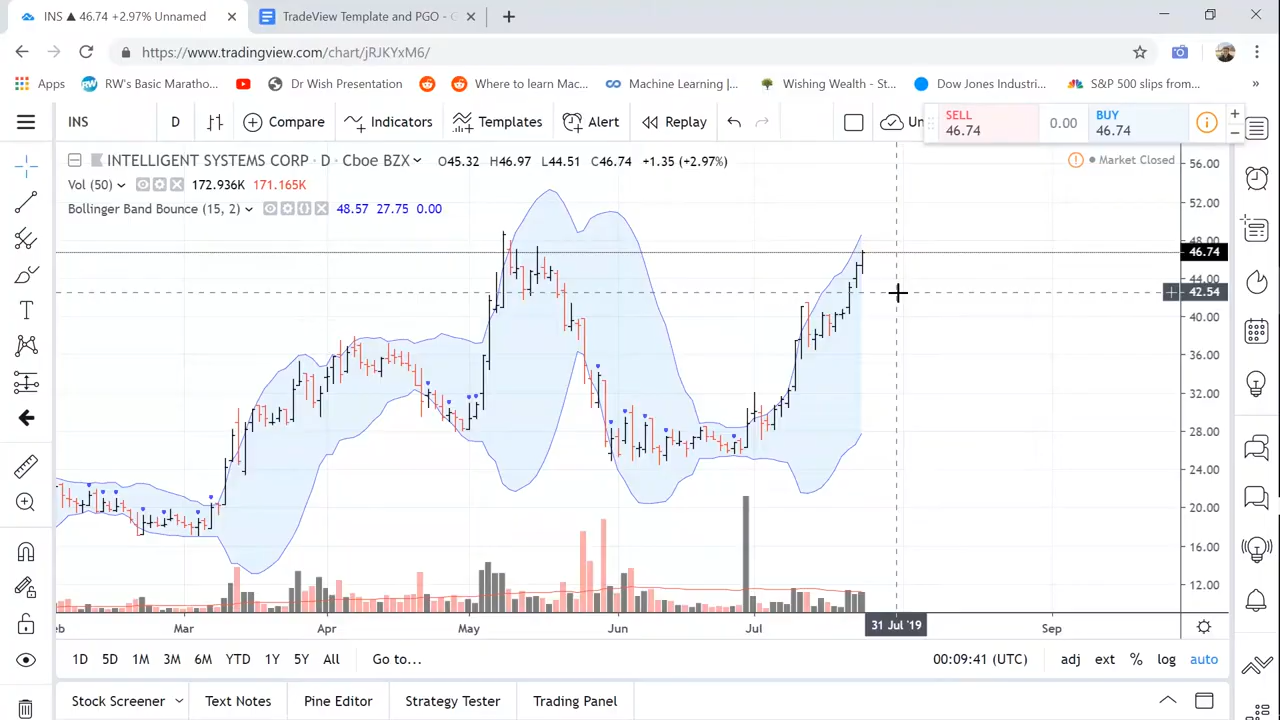 INS ▲ 46.74 +2.97% Unnamed
TradeView Template and PGO - G
https://www.tradingview.com/chart/jRJKYxM6/
Apps
RW's Basic Maratho...
Dr Wish Presentation
Where to learn Mac...
Machine Learning |...
Wishing Wealth - St...
Dow Jones Industri...
S&P 500 slips from...
»
INS
D
Compare
Indicators
Templates
Alert
Replay
Un
SELL
46.74
0.00
BUY
46.74
INTELLIGENT SYSTEMS CORP · D · Cboe BZX
O45.32 H46.97 L44.51 C46.74 +1.35 (+2.97%)
Market Closed
Vol (50)
172.936K 171.165K
Bollinger Band Bounce (15, 2)
48.57 27.75 0.00
56.00
52.00
48.00
46.74
44.00
42.54
40.00
36.00
32.00
28.00
24.00
20.00
16.00
12.00
eb
Mar
Apr
May
Jun
Jul
31 Jul '19
Sep
1D 5D 1M 3M 6M YTD 1Y 5Y All
Go to...
00:09:41 (UTC)
adj ext % log auto
Stock Screener
Text Notes
Pine Editor
Strategy Tester
Trading Panel